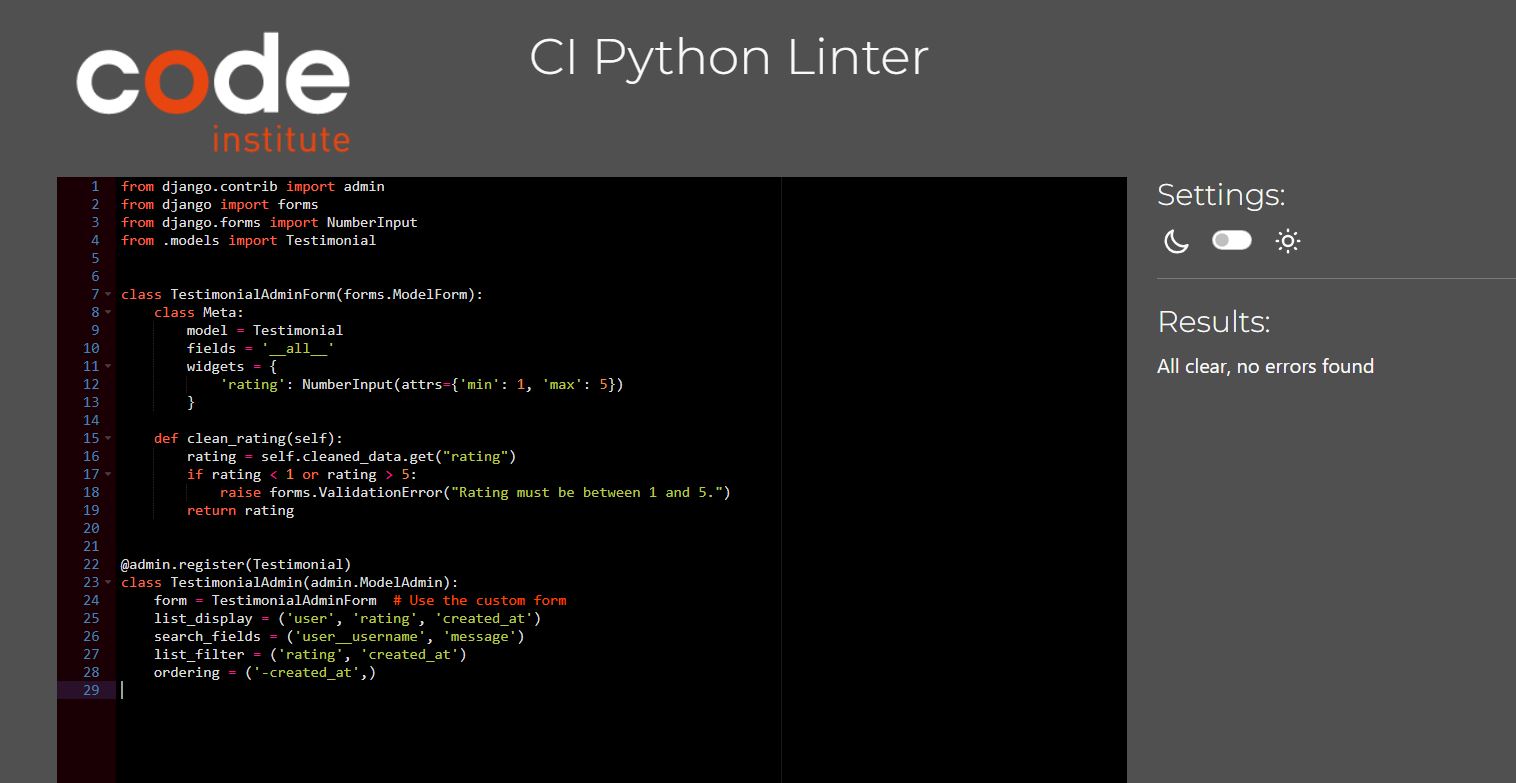 code
institute
CI Python Linter
1 from django.contrib import admin
2 from django import forms
3 from django.forms import NumberInput
4 from .models import Testimonial
5
6
7 class TestimonialAdminForm(forms.ModelForm):
8     class Meta:
9         model = Testimonial
10         fields = '__all__'
11         widgets = {
12             'rating': NumberInput(attrs={'min': 1, 'max': 5})
13         }
14
15     def clean_rating(self):
16         rating = self.cleaned_data.get("rating")
17         if rating < 1 or rating > 5:
18             raise forms.ValidationError("Rating must be between 1 and 5.")
19         return rating
20
21
22 @admin.register(Testimonial)
23 class TestimonialAdmin(admin.ModelAdmin):
24     form = TestimonialAdminForm  # Use the custom form
25     list_display = ('user', 'rating', 'created_at')
26     search_fields = ('user__username', 'message')
27     list_filter = ('rating', 'created_at')
28     ordering = ('-created_at',)
29
Settings:
Results:
All clear, no errors found